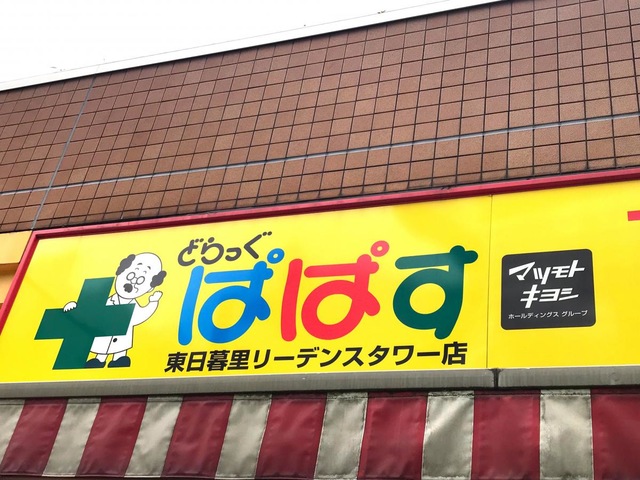 どらっぐ
ぱぱす
東日暮里リーデンスタワー店
マツモト
キヨシ
ホールディングス グループ